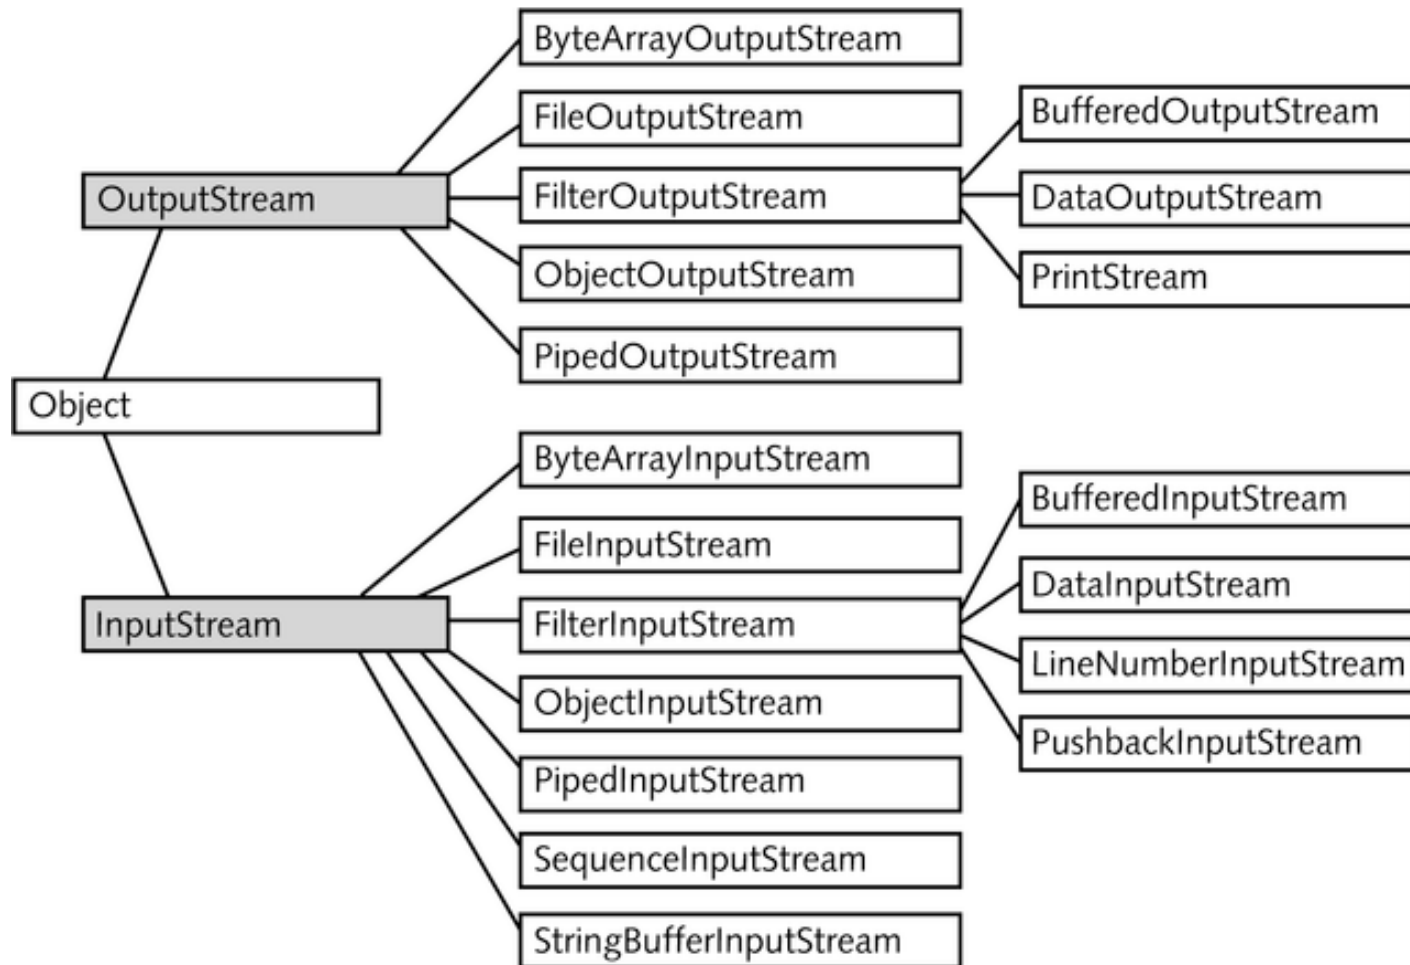 ByteArrayOutputStream
FileOutputStream
BufferedOutputStream
OutputStream
FilterOutputStream
DataOutputStream
ObjectOutputStream
PrintStream
PipedOutputStream
Object
ByteArrayInputStream
BufferedInputStream
FileInputStream
DataInputStream
InputStream
FilterInputStream
LineNumberInputStream
ObjectInputStream
PushbackInputStream
PipedInputStream
SequenceInputStream
StringBufferInputStream